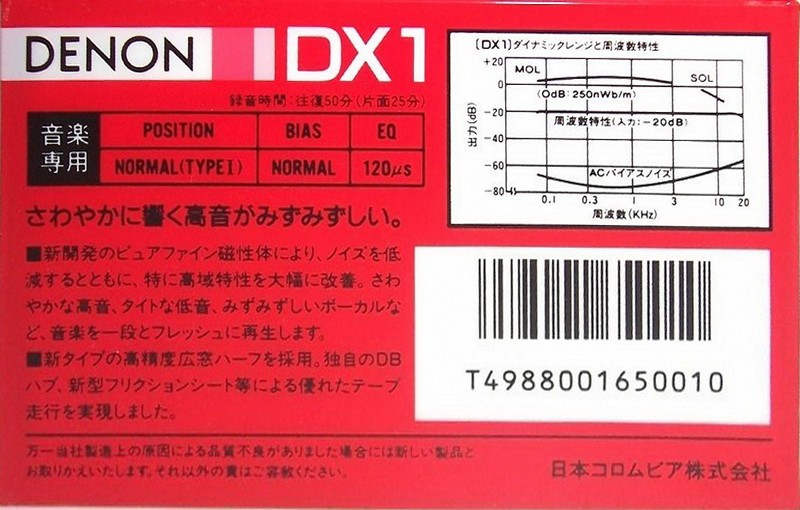 DENON DX1
録音時間:往復50分(片面25分)
音楽専用
POSITION BIAS EQ
NORMAL(TYPEI) NORMAL 120μs
さわやかに響く高音がみずみずしい。
■新開発のピュアファイン磁性体により、ノイズを低
減するとともに、特に高域特性を大幅に改善。さわ
やかな高音、タイトな低音、みずみずしいボーカルな
ど、音楽を一段とフレッシュに再生します。
■新タイプの高精度広窓ハーフを採用。独自のDB
ハブ、新型フリクションシート等による優れたテープ
走行を実現しました。
万一当社製造上の原因による品質不良がありました場合には新しい製品と
お取りかえいたします。それ以外の責はご容赦ください。
[DX1]ダイナミックレンジと周波数特性
出力(dB)
+20
0
-20
-40
-60
-80
MOL
SOL
(0dB:250nWb/m)
周波数特性(入力:-20dB)
ACバイアスノイズ
0.1 0.3 1 3 10 20
周波数(KHz)
T4988001650010
日本コロムビア株式会社